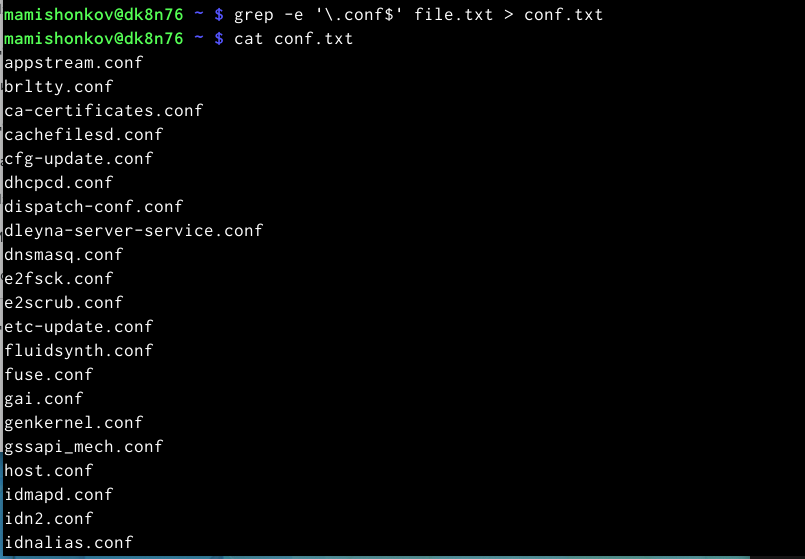 mamishonkov@dk8n76 ~ $ grep -e '\.conf$' file.txt > conf.txt
mamishonkov@dk8n76 ~ $ cat conf.txt
appstream.conf
brltty.conf
ca-certificates.conf
cachefilesd.conf
cfg-update.conf
dhcpcd.conf
dispatch-conf.conf
dleyna-server-service.conf
dnsmasq.conf
e2fsck.conf
e2scrub.conf
etc-update.conf
fluidsynth.conf
fuse.conf
gai.conf
genkernel.conf
gssapi_mech.conf
host.conf
idmapd.conf
idn2.conf
idnalias.conf